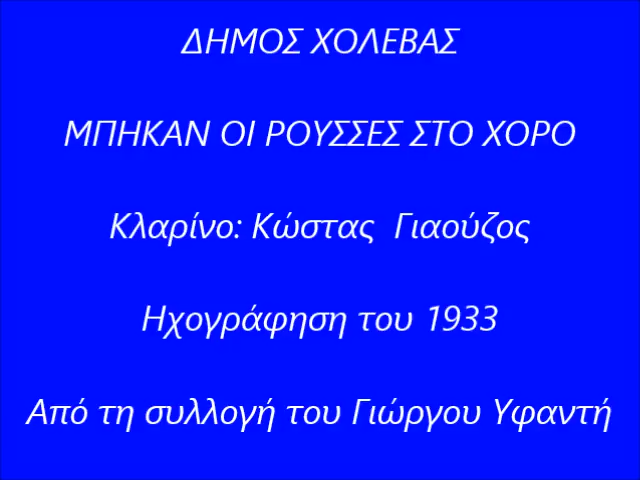 ΔΗΜΟΣ ΧΟΛΕΒΑΣ
ΜΠΗΚΑΝ ΟΙ ΡΟΥΣΣΕΣ ΣΤΟ ΧΟΡΟ
Κλαρίνο: Κώστας Γιαούζος
Ηχογράφηση του 1933
Από τη συλλογή του Γιώργου Υφαντή